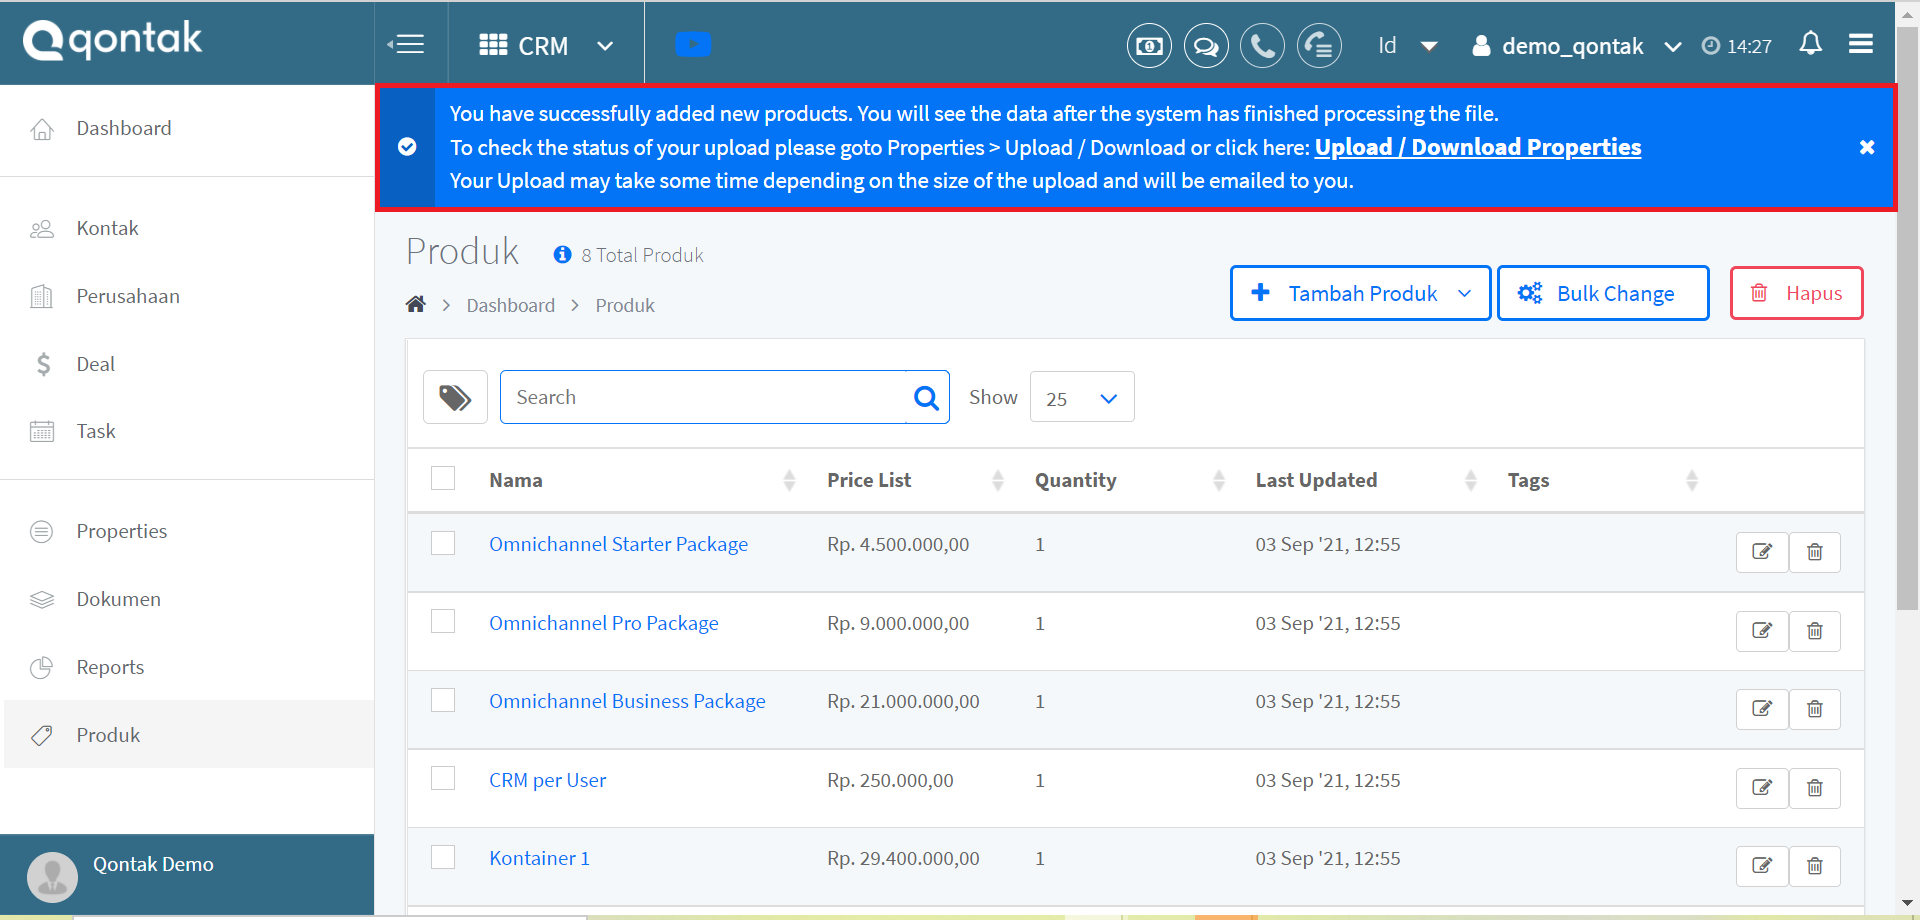 qontak
CRM
Id
demo_qontak
14:27
You have successfully added new products. You will see the data after the system has finished processing the file.
To check the status of your upload please goto Properties > Upload / Download or click here: Upload / Download Properties
Your Upload may take some time depending on the size of the upload and will be emailed to you.
Dashboard
Kontak
Perusahaan
Deal
Task
Properties
Dokumen
Reports
Produk
Qontak Demo
Produk
8 Total Produk
Dashboard > Produk
Tambah Produk
Bulk Change
Hapus
Search
Show
25
Nama Price List Quantity Last Updated Tags
Omnichannel Starter Package Rp. 4.500.000,00 1 03 Sep '21, 12:55
Omnichannel Pro Package Rp. 9.000.000,00 1 03 Sep '21, 12:55
Omnichannel Business Package Rp. 21.000.000,00 1 03 Sep '21, 12:55
CRM per User Rp. 250.000,00 1 03 Sep '21, 12:55
Kontainer 1 Rp. 29.400.000,00 1 03 Sep '21, 12:55